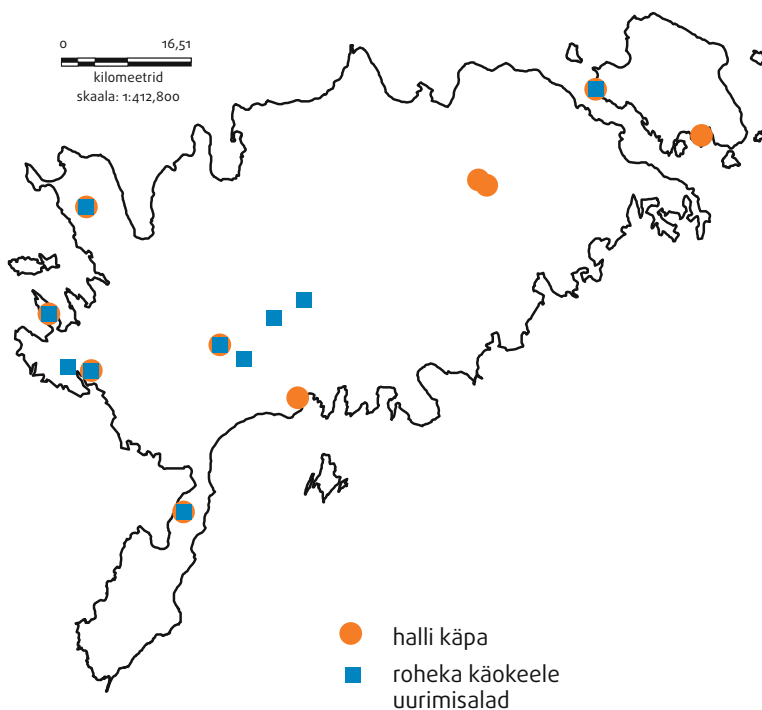 0 16,51
kilomeetrid
skaala: 1:412,800
halli käpa
roheka käokeele
uurimisalad